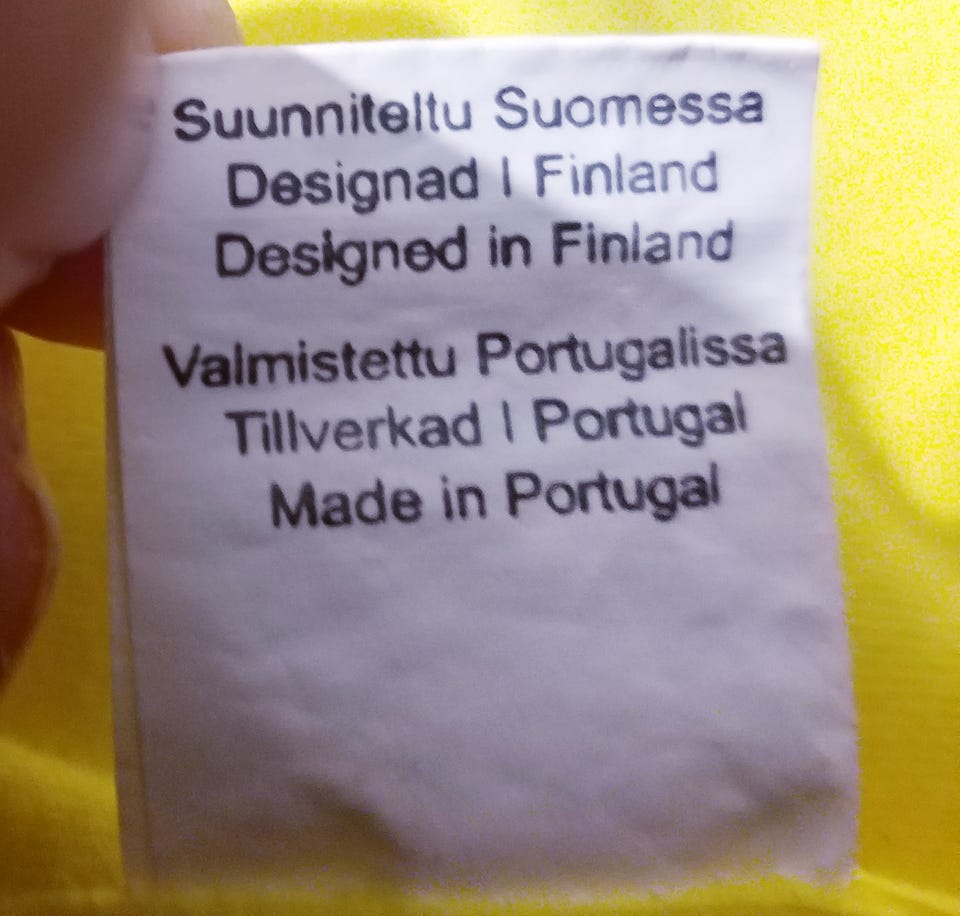 Suunniteltu Suomessa
Designad I Finland
Designed in Finland
Valmistettu Portugalissa
Tillverkad I Portugal
Made in Portugal